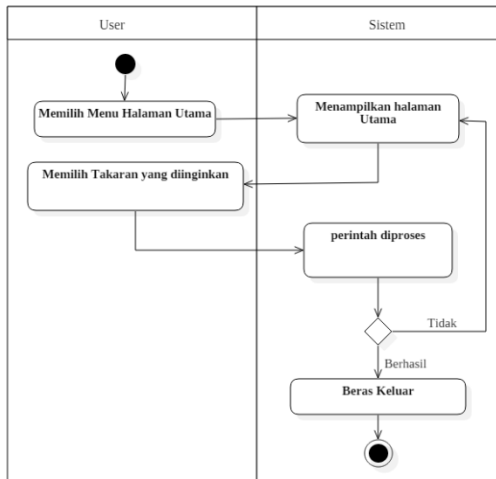 User
Sistem
Memilih Menu Halaman Utama
Menampilkan halaman
Utama
Memilih Takaran yang diinginkan
perintah diproses
Tidak
Berhasil
Beras Keluar